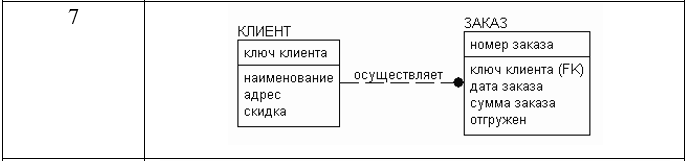 7
КЛИЕНТ
ключ клиента
наименование
адрес
скидка
осуществляет
ЗАКАЗ
номер заказа
ключ клиента (FK)
дата заказа
сумма заказа
отгружен